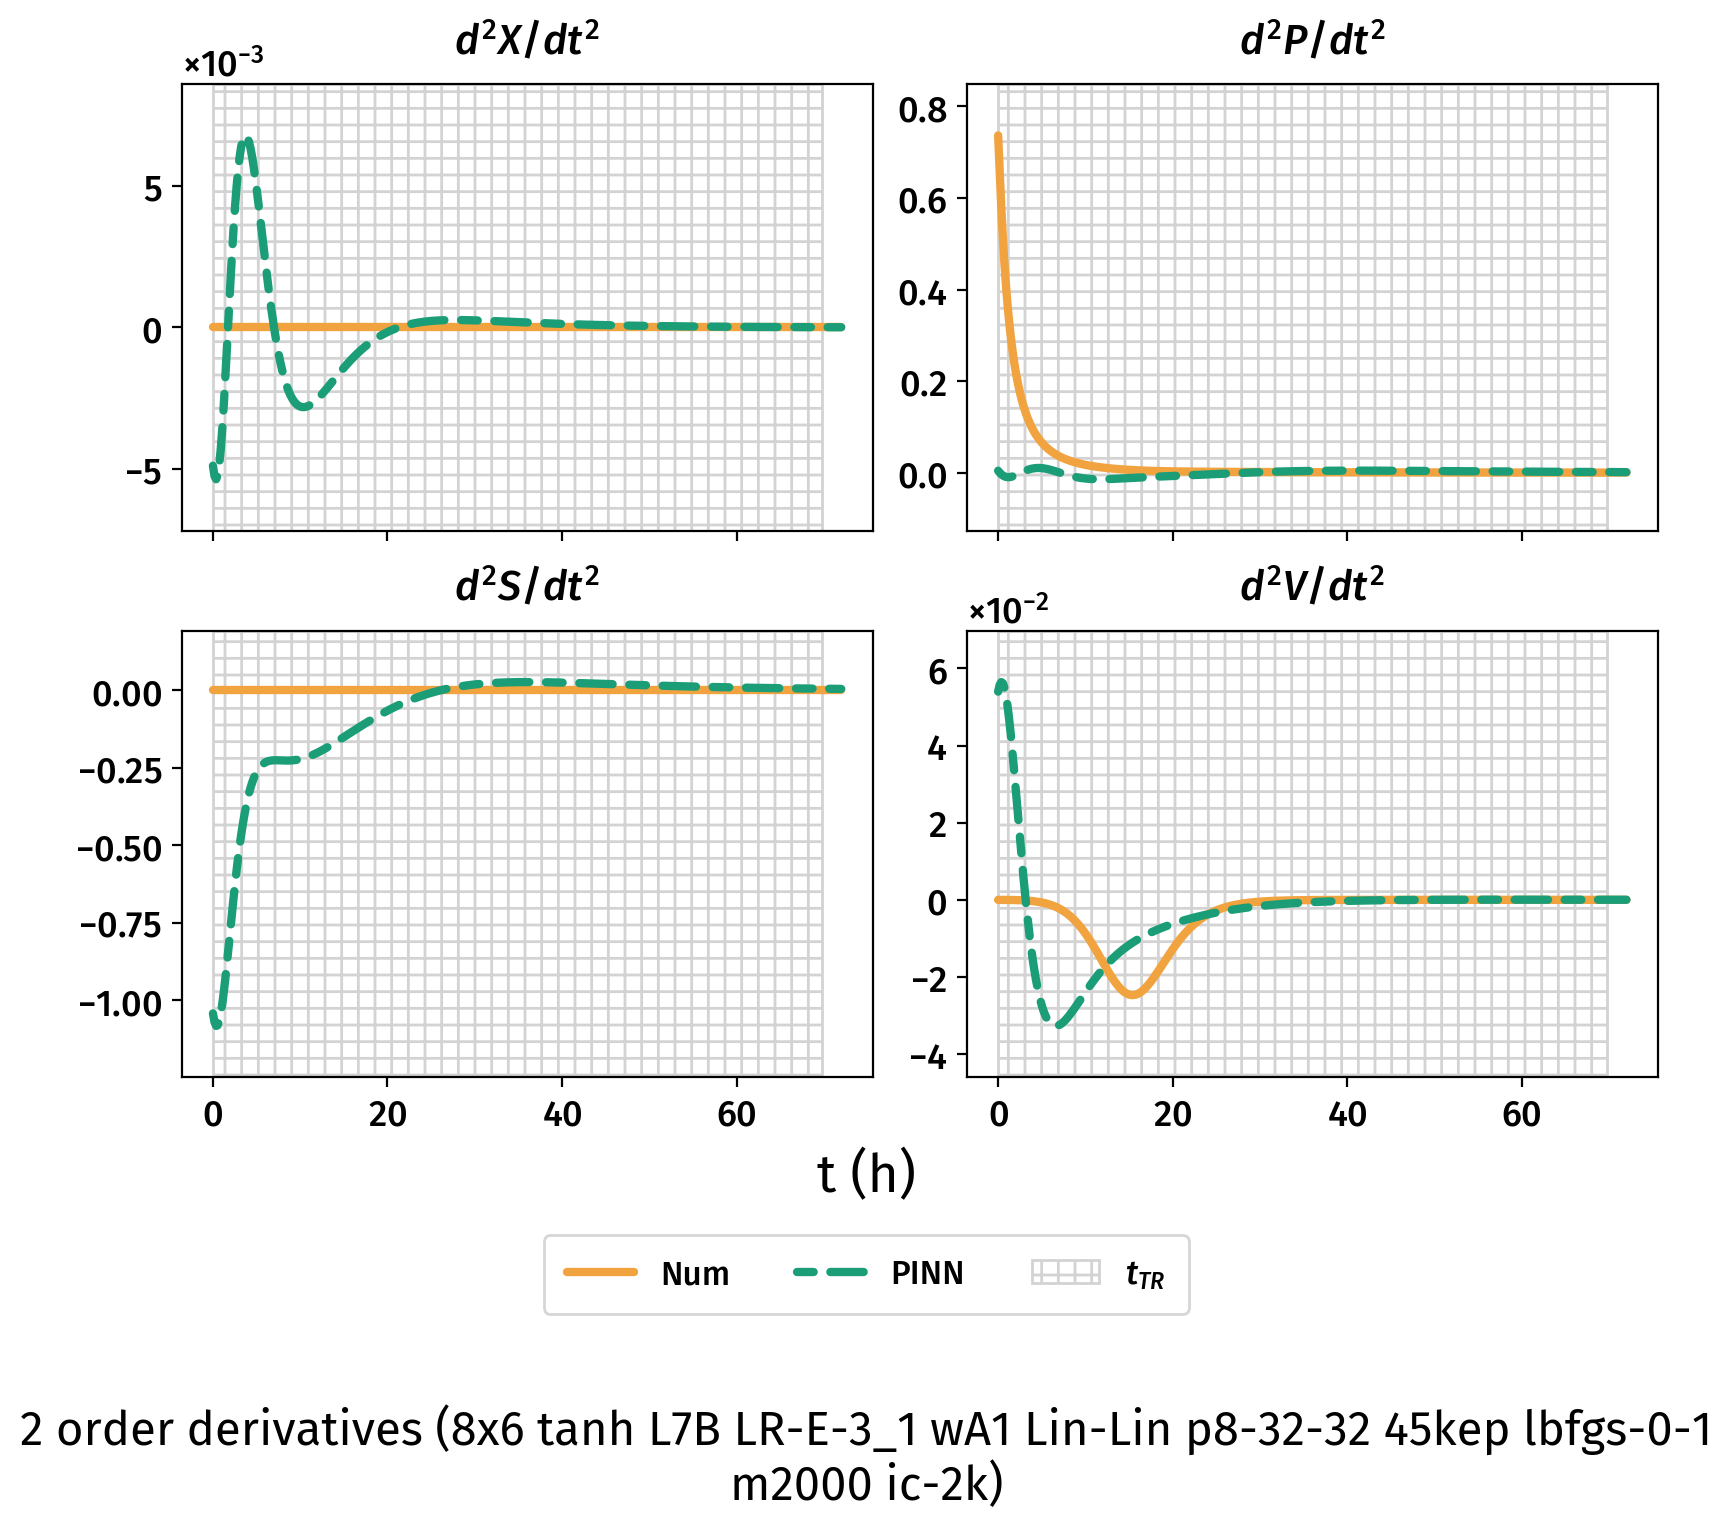 d²X/dt²
×10⁻³
5
0
−5
d²P/dt²
0.8
0.6
0.4
0.2
0.0
d²S/dt²
0.00
−0.25
−0.50
−0.75
−1.00
0 20 40 60
d²V/dt²
×10⁻²
6
4
2
0
−2
−4
0 20 40 60
t (h)
Num PINN t_TR
2 order derivatives (8x6 tanh L7B LR-E-3_1 wA1 Lin-Lin p8-32-32 45kep lbfgs-0-1
m2000 ic-2k)